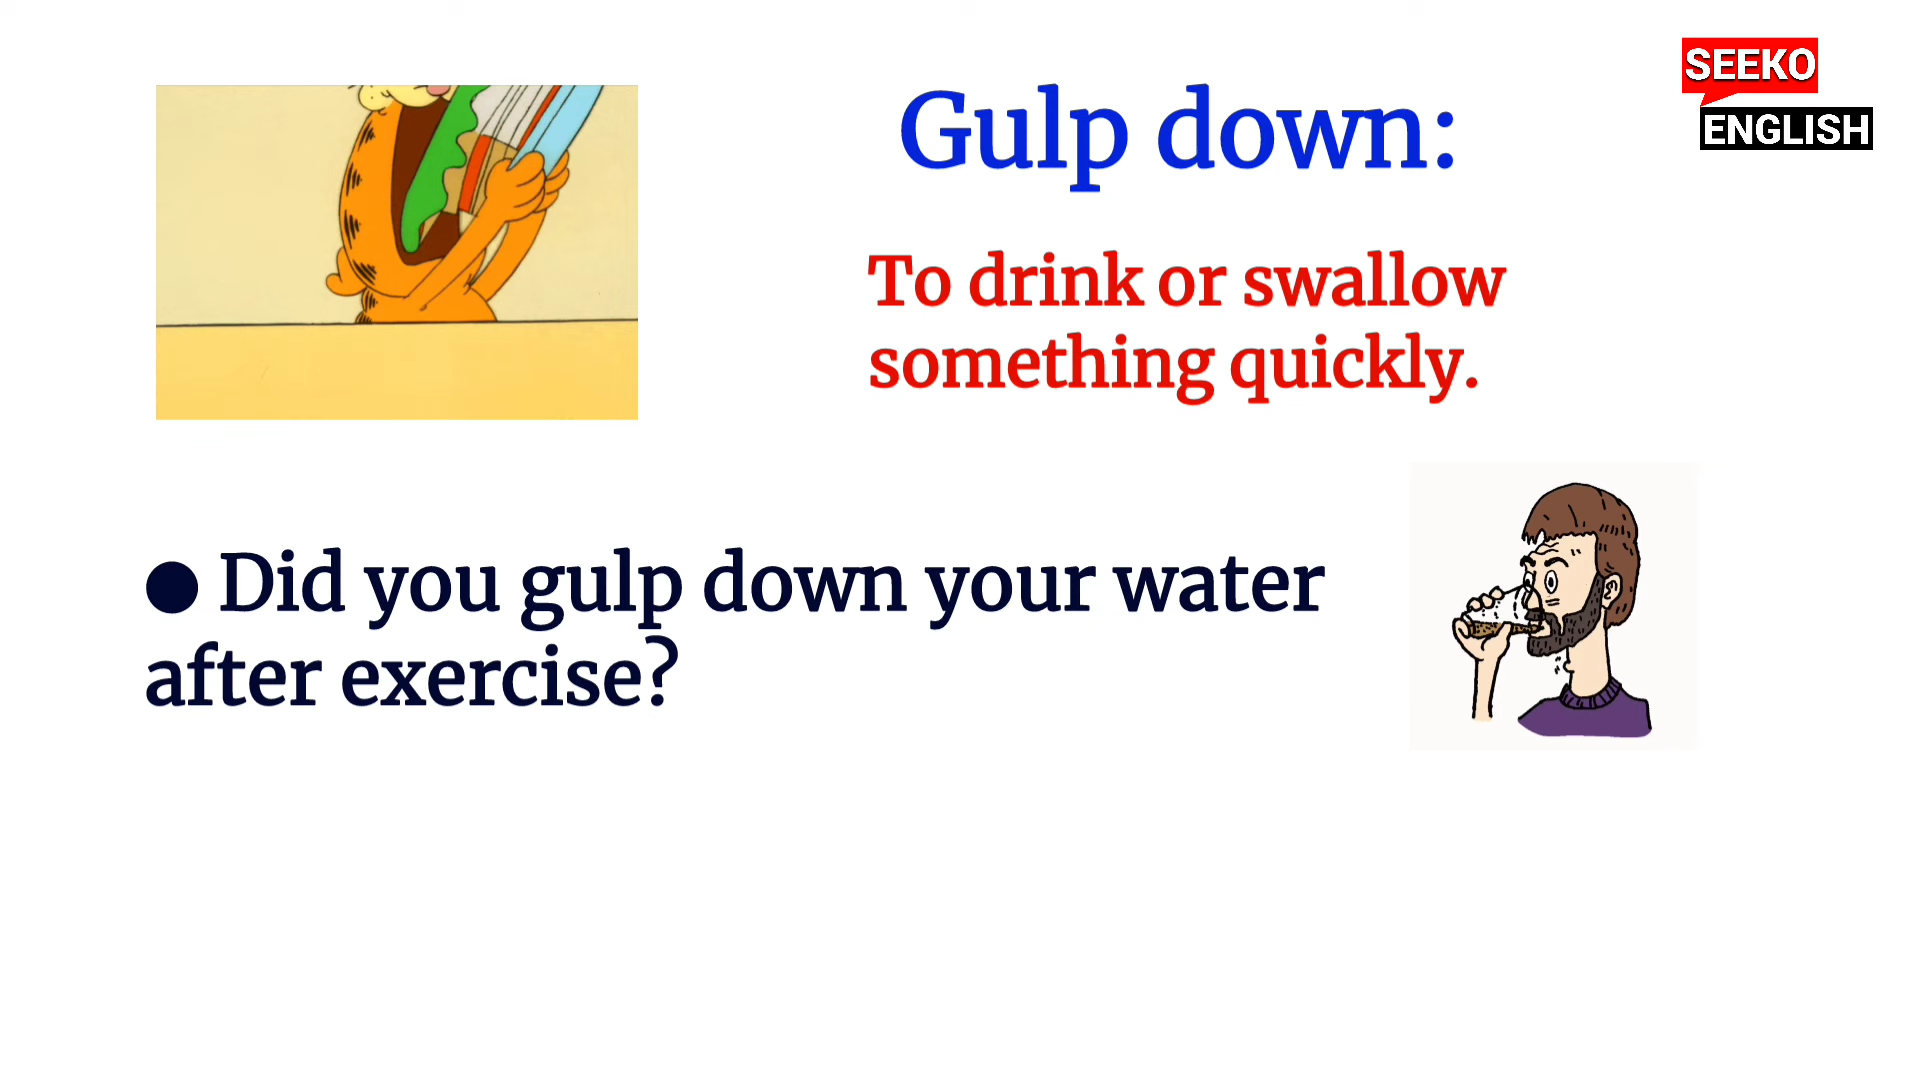 SEEKO
ENGLISH
Gulp down:
To drink or swallow
something quickly.
● Did you gulp down your water
after exercise?